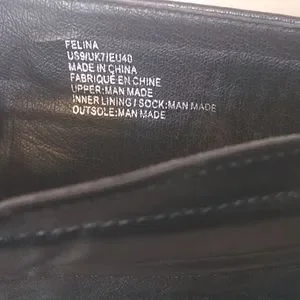 FELINA
US9/UK7/EU40
MADE IN CHINA
FABRIQUÉ EN CHINE
UPPER:MAN MADE
INNER LINING / SOCK:MAN MADE
OUTSOLE:MAN MADE